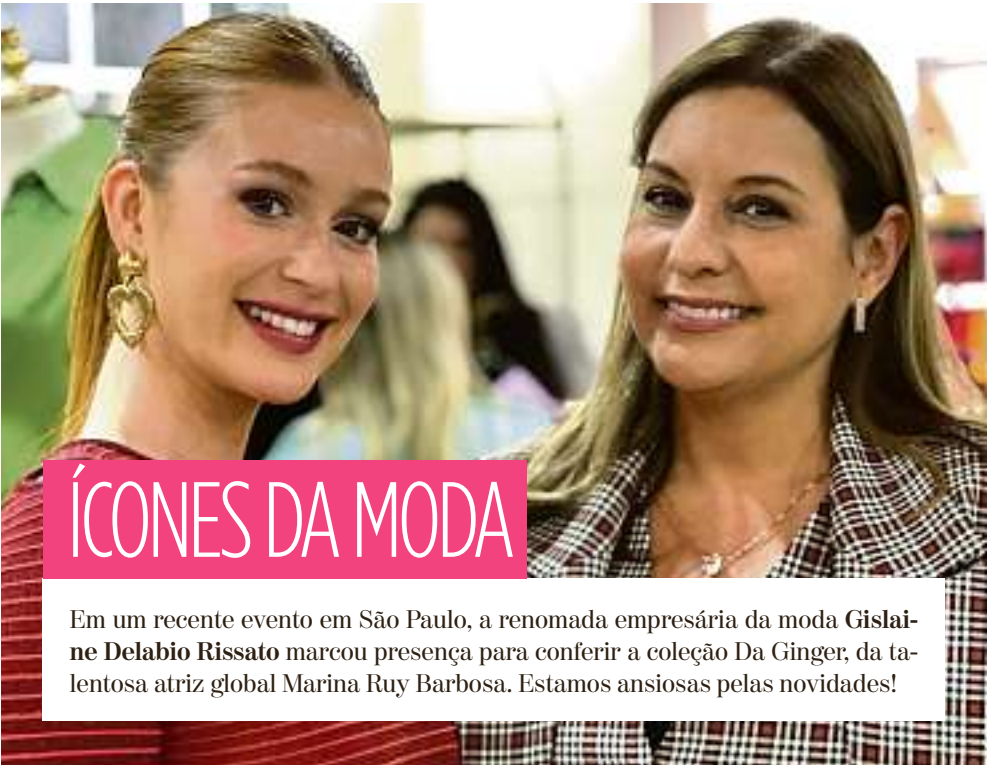 ÍCONES DA MODA
Em um recente evento em São Paulo, a renomada empresária da moda Gislai-
ne Delabio Rissato marcou presença para conferir a coleção Da Ginger, da ta-
lentosa atriz global Marina Ruy Barbosa. Estamos ansiosas pelas novidades!